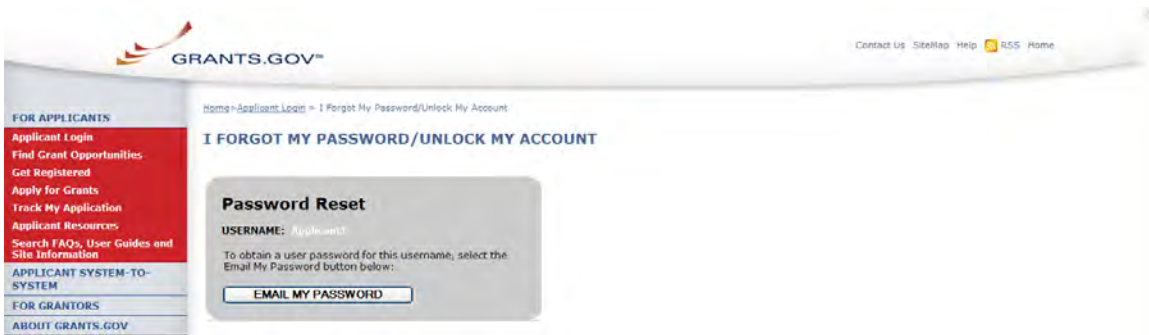 GRANTS.GOV℠
Contact Us SiteMap Help RSS Home
Home>Applicant Login > I Forgot My Password/Unlock My Account
I FORGOT MY PASSWORD/UNLOCK MY ACCOUNT
FOR APPLICANTS
Applicant Login
Find Grant Opportunities
Get Registered
Apply for Grants
Track My Application
Applicant Resources
Search FAQs, User Guides and
Site Information
APPLICANT SYSTEM-TO-
SYSTEM
FOR GRANTORS
ABOUT GRANTS.GOV
Password Reset
USERNAME:
To obtain a user password for this username, select the
Email My Password button below:
EMAIL MY PASSWORD